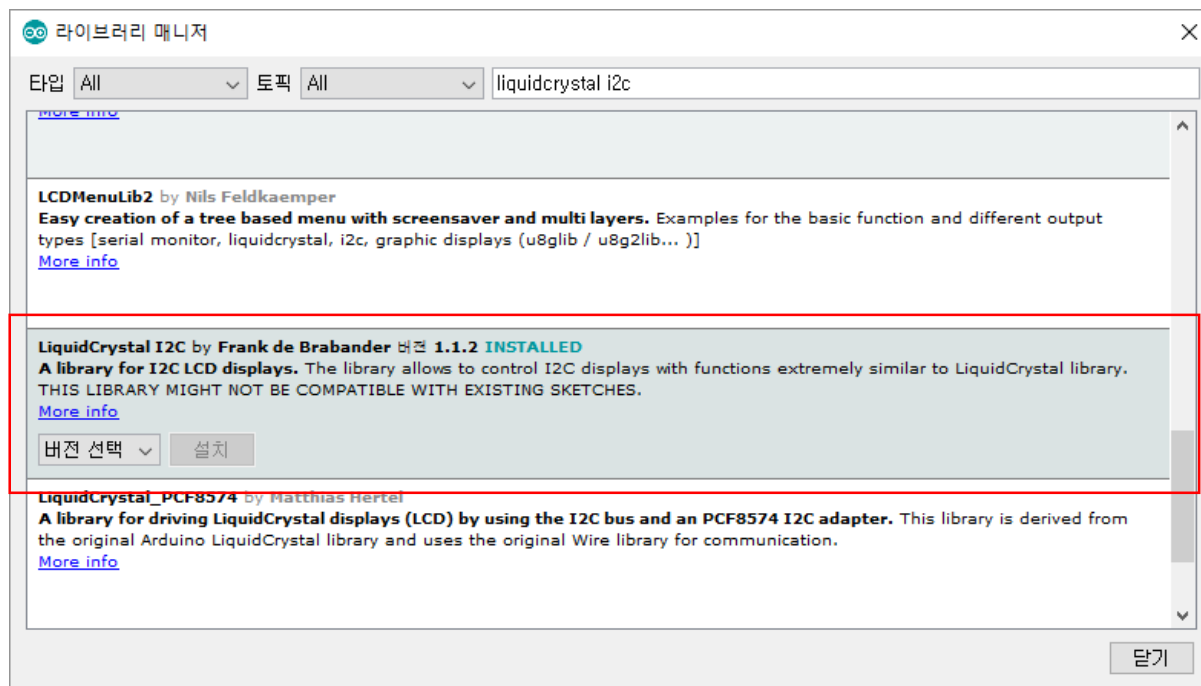 라이브러리 매니저
타입 All 토픽 All liquidcrystal i2c
More info
LCDMenuLib2 by Nils Feldkaemper
Easy creation of a tree based menu with screensaver and multi layers. Examples for the basic function and different output
types [serial monitor, liquidcrystal, i2c, graphic displays (u8glib / u8g2lib... )]
More info
LiquidCrystal I2C by Frank de Brabander 버전 1.1.2 INSTALLED
A library for I2C LCD displays. The library allows to control I2C displays with functions extremely similar to LiquidCrystal library.
THIS LIBRARY MIGHT NOT BE COMPATIBLE WITH EXISTING SKETCHES.
More info
버전 선택 설치
LiquidCrystal_PCF8574 by Matthias Hertel
A library for driving LiquidCrystal displays (LCD) by using the I2C bus and an PCF8574 I2C adapter. This library is derived from
the original Arduino LiquidCrystal library and uses the original Wire library for communication.
More info
닫기